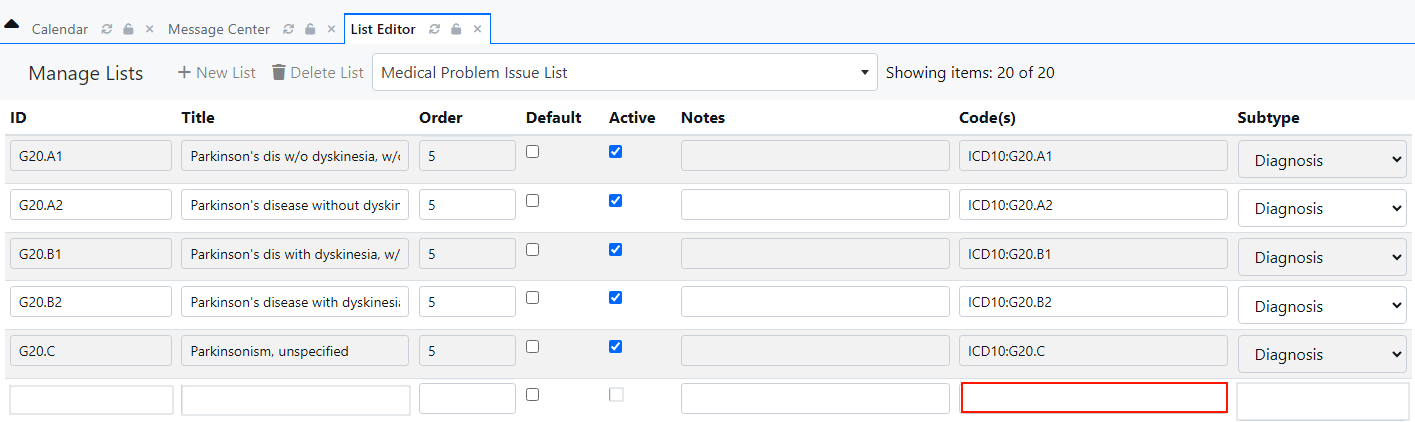 Calendar Message Center List Editor
Manage Lists New List Delete List Medical Problem Issue List Showing items: 20 of 20
ID Title Order Default Active Notes Code(s) Subtype
G20.A1 Parkinson's dis w/o dyskinesia, 5 ICD10:G20.A1 Diagnosis
G20.A2 Parkinson's disease without 5 ICD10:G20.A2 Diagnosis
G20.B1 Parkinson's dis with dyskinesia, w/ 5 ICD10:G20.B1 Diagnosis
G20.B2 Parkinson's disease with 5 ICD10:G20.B2 Diagnosis
G20.C Parkinsonism, unspecified 5 ICD10:G20.C Diagnosis